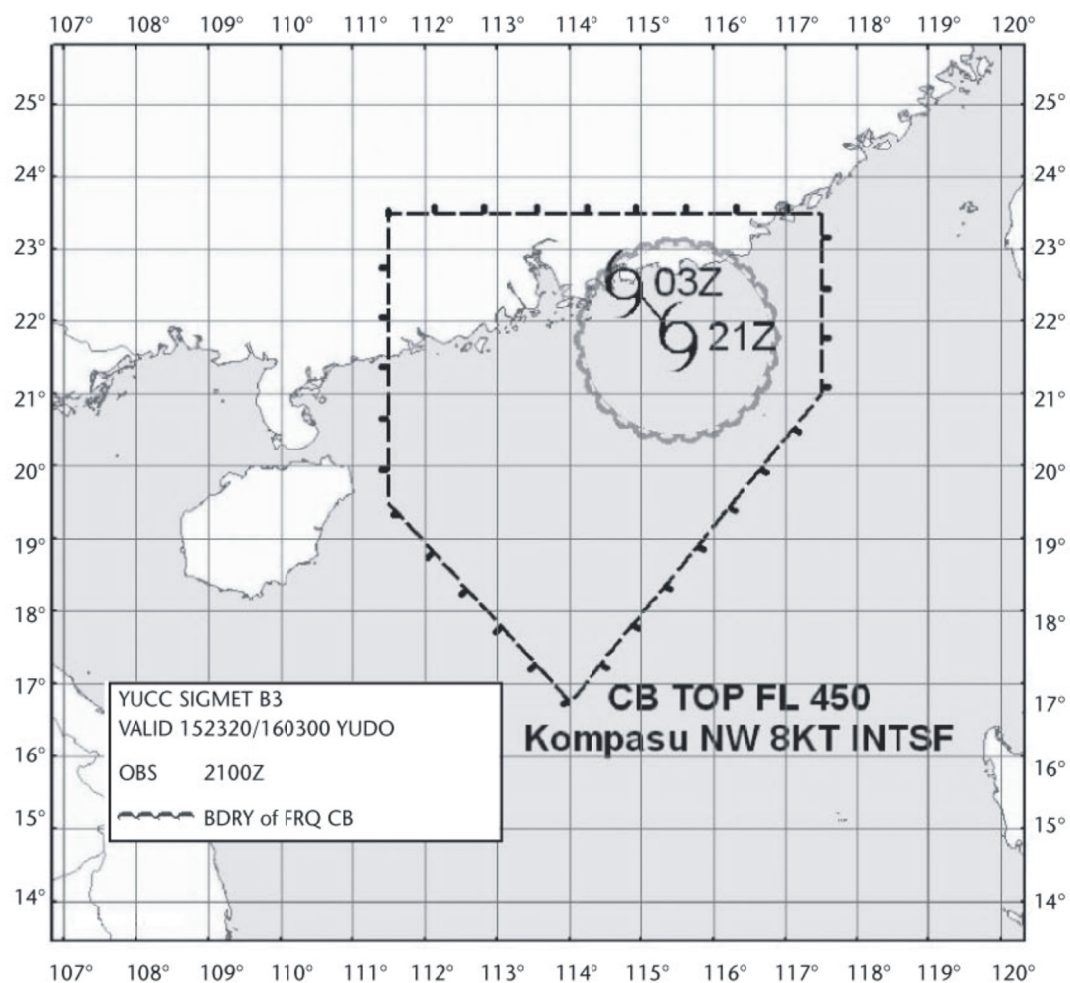 107° 108° 109° 110° 111° 112° 113° 114° 115° 116° 117° 118° 119° 120°
25° 25°
24° 24°
23° 23°
03Z
22° 21Z 22°
21° 21°
20° 20°
19° 19°
18° 18°
17° 17°
CB TOP FL 450
Kompasu NW 8KT INTSF
16° 16°
15° 15°
14° 14°
YUCC SIGMET B3
VALID 152320/160300 YUDO
OBS 2100Z
BDRY of FRQ CB
107° 108° 109° 110° 111° 112° 113° 114° 115° 116° 117° 118° 119° 120°